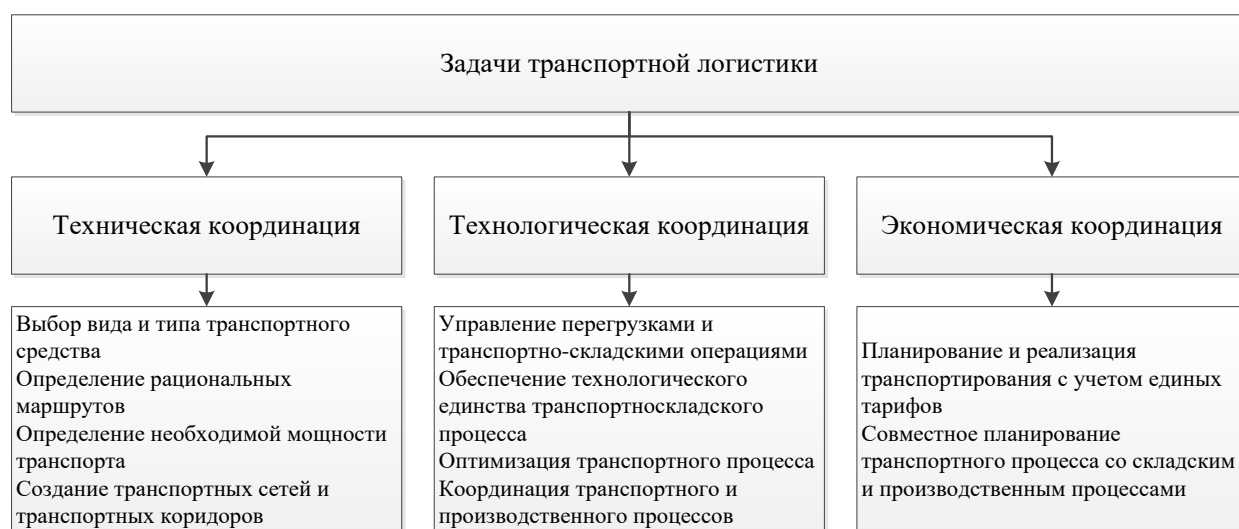 Задачи транспортной логистики
Техническая координация
Технологическая координация
Экономическая координация
Выбор вида и типа транспортного
средства
Определение рациональных
маршрутов
Определение необходимой мощности
транспорта
Создание транспортных сетей и
транспортных коридоров
Управление перегрузками и
транспортно-складскими операциями
Обеспечение технологического
единства транспортноскладского
процесса
Оптимизация транспортного процесса
Координация транспортного и
производственного процессов
Планирование и реализация
транспортирования с учетом единых
тарифов
Совместное планирование
транспортного процесса со складским
и производственным процессами